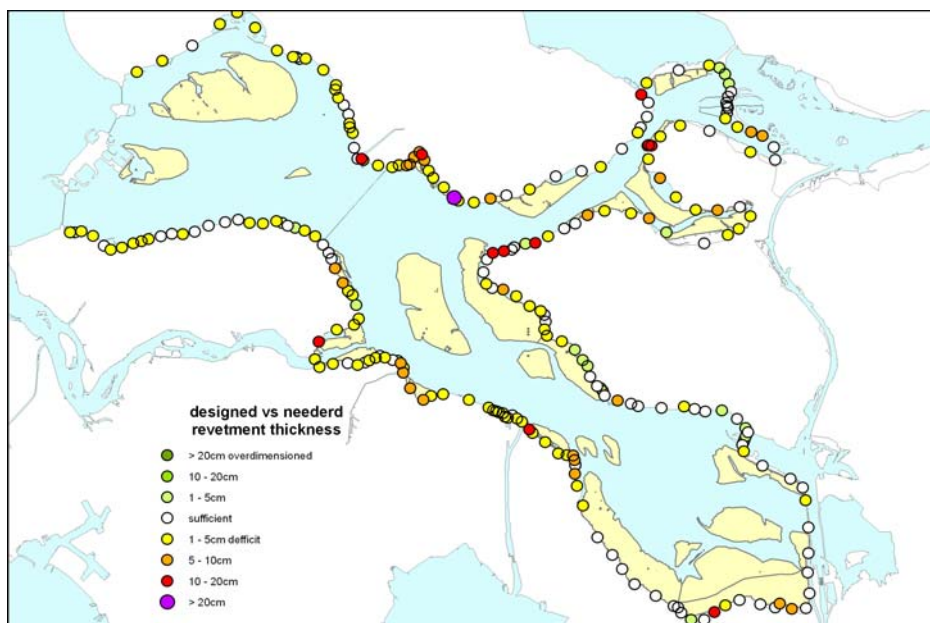 designed vs neederd
revetment thickness
> 20cm overdimensioned
10 - 20cm
1 - 5cm
sufficient
1 - 5cm defficit
5 - 10cm
10 - 20cm
> 20cm